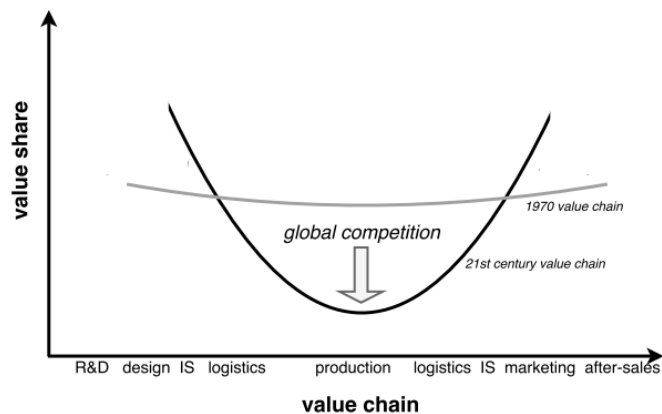 value share
1970 value chain
global competition
21st century value chain
R&D design IS logistics production logistics IS marketing after-sales
value chain